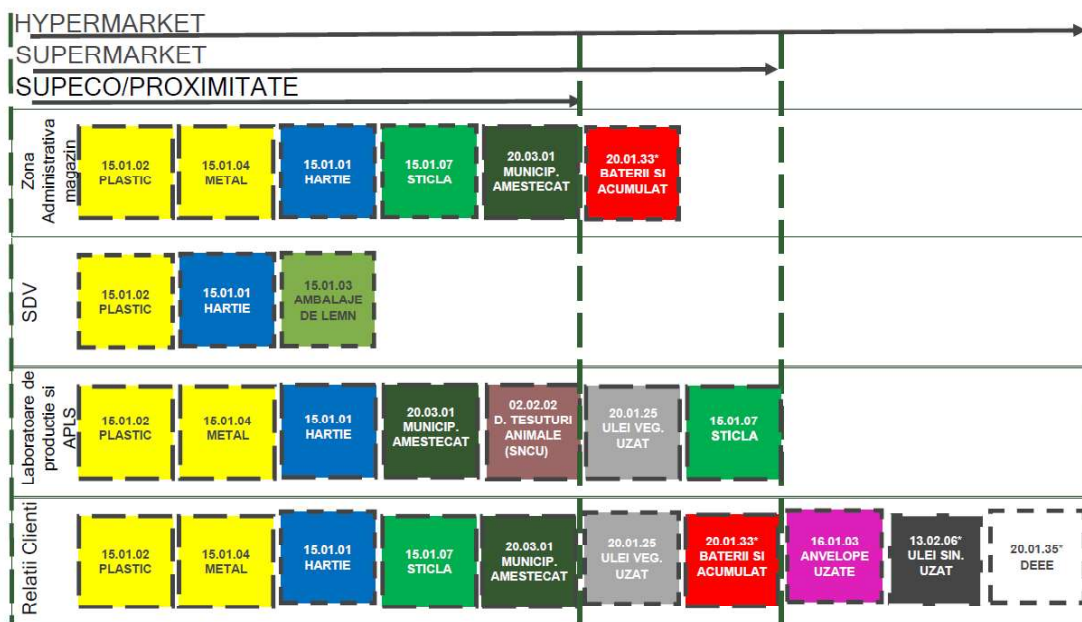 HYPERMARKET
SUPERMARKET
SUPECO/PROXIMITATE
Zona
Administrativa
magazin
15.01.02
PLASTIC
15.01.04
METAL
15.01.01
HARTIE
15.01.07
STICLA
20.03.01
MUNICIP.
AMESTECAT
20.01.33*
BATERII SI
ACUMULAT
SDV
15.01.02
PLASTIC
15.01.01
HARTIE
15.01.03
AMBALAJE
DE LEMN
Laboratoare de
productie si
APLS
15.01.02
PLASTIC
15.01.04
METAL
15.01.01
HARTIE
20.03.01
MUNICIP.
AMESTECAT
02.02.02
D. TESUTURI
ANIMALE
(SNCU)
20.01.25
ULEI VEG.
UZAT
15.01.07
STICLA
Relatii Clienti
15.01.02
PLASTIC
15.01.04
METAL
15.01.01
HARTIE
15.01.07
STICLA
20.03.01
MUNICIP.
AMESTECAT
20.01.25
ULEI VEG.
UZAT
20.01.33*
BATERII SI
ACUMULAT
16.01.03
ANVELOPE
UZATE
13.02.06*
ULEI SIN.
UZAT
20.01.35*
DEEE